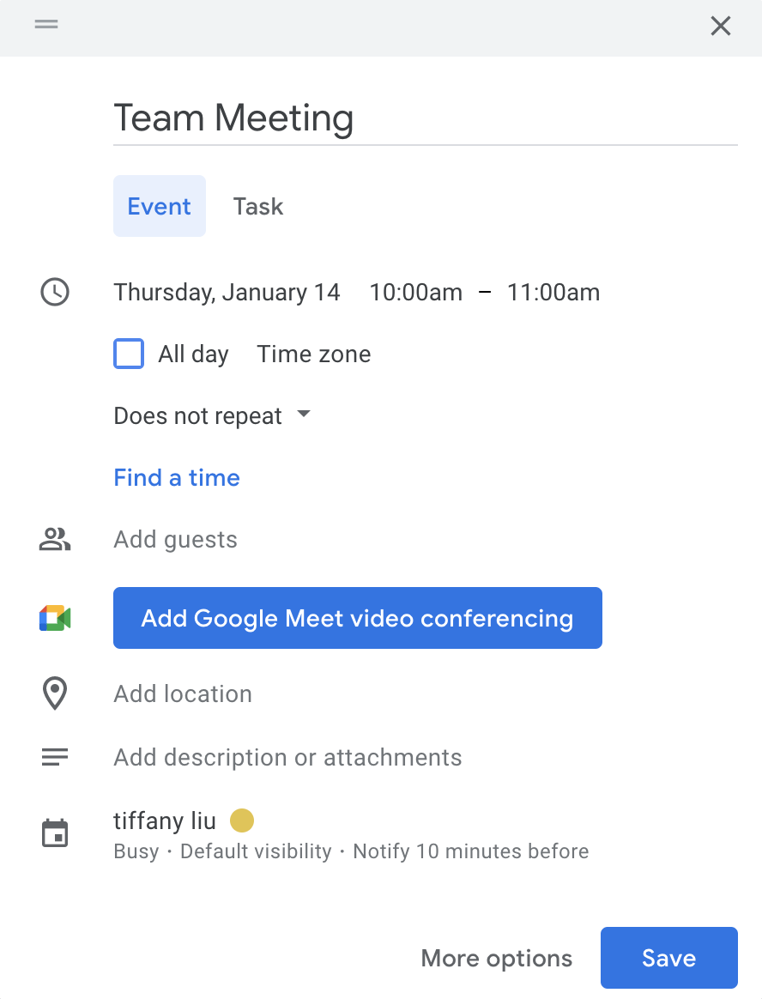 Team Meeting
Event Task
Thursday, January 14 10:00am – 11:00am
All day Time zone
Does not repeat
Find a time
Add guests
Add Google Meet video conferencing
Add location
Add description or attachments
tiffany liu
Busy · Default visibility · Notify 10 minutes before
More options Save